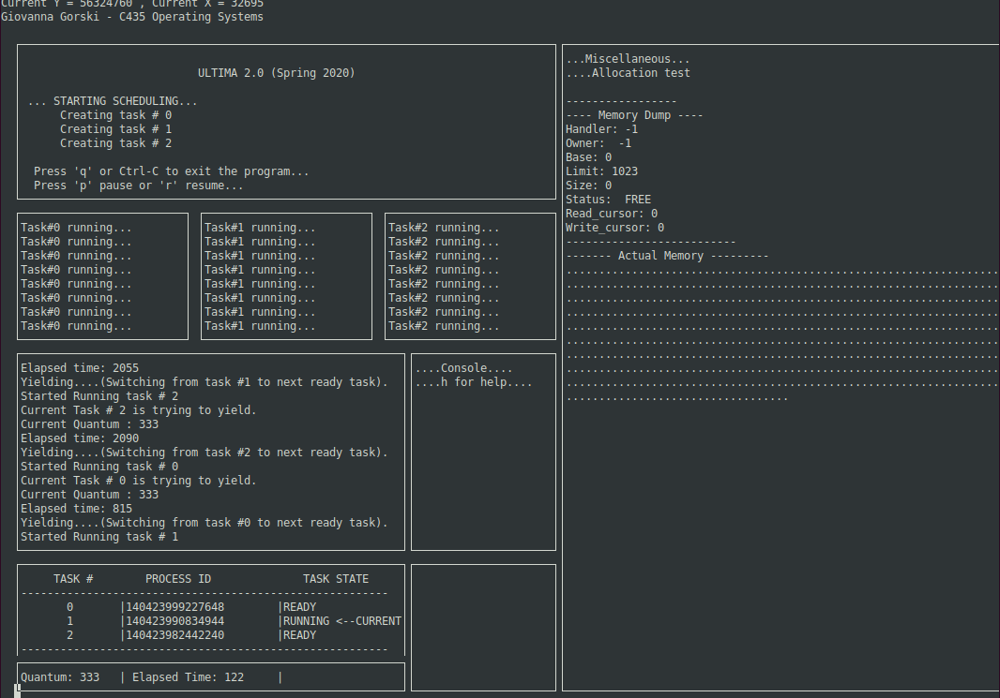 Current Y = 56324760 , Current X = 32695
Giovanna Gorski - C435 Operating Systems
ULTIMA 2.0 (Spring 2020)
... STARTING SCHEDULING...
Creating task # 0
Creating task # 1
Creating task # 2
Press 'q' or Ctrl-C to exit the program...
Press 'p' pause or 'r' resume...
Task#0 running...
Task#0 running...
Task#0 running...
Task#0 running...
Task#0 running...
Task#0 running...
Task#0 running...
Task#0 running...
Task#1 running...
Task#1 running...
Task#1 running...
Task#1 running...
Task#1 running...
Task#1 running...
Task#1 running...
Task#1 running...
Task#2 running...
Task#2 running...
Task#2 running...
Task#2 running...
Task#2 running...
Task#2 running...
Task#2 running...
Task#2 running...
Elapsed time: 2055
Yielding....(Switching from task #1 to next ready task).
Started Running task # 2
Current Task # 2 is trying to yield.
Current Quantum : 333
Elapsed time: 2090
Yielding....(Switching from task #2 to next ready task).
Started Running task # 0
Current Task # 0 is trying to yield.
Current Quantum : 333
Elapsed time: 815
Yielding....(Switching from task #0 to next ready task).
Started Running task # 1
....Console....
....h for help....
TASK # PROCESS ID TASK STATE
--------------------------------------------------------
0 |140423999227648 |READY
1 |140423990834944 |RUNNING <--CURRENT
2 |140423982442240 |READY
--------------------------------------------------------
Quantum: 333 | Elapsed Time: 122 |
...Miscellaneous...
....Allocation test
-----------------
---- Memory Dump ----
Handler: -1
Owner: -1
Base: 0
Limit: 1023
Size: 0
Status: FREE
Read_cursor: 0
Write_cursor: 0
--------------------------
------- Actual Memory ---------
..................................................................
..................................................................
..................................................................
..................................................................
..................................................................
..................................................................
..................................................................
..................................................................
..................................................................
..................................